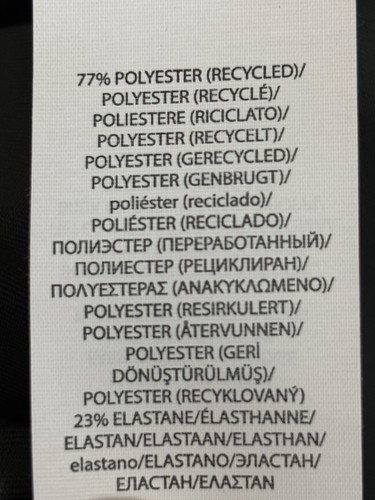 77% POLYESTER (RECYCLED)/
POLYESTER (RECYCLÉ)/
POLIESTERE (RICICLATO)/
POLYESTER (RECYCELT)/
POLYESTER (GERECYCLED)/
POLYESTER (GENBRUGT)/
poliéster (reciclado)/
POLIÉSTER (RECICLADO)/
ПОЛИЭСТЕР (ПЕРЕРАБОТАННЫЙ)/
ПОЛИЕСТЕР (РЕЦИКЛИРАН)/
ΠΟΛΥΕΣΤΕΡΑΣ (ΑΝΑΚΥΚΛΩΜΕΝΟ)/
POLYESTER (RESIRKULERT)/
POLYESTER (ÅTERVUNNEN)/
POLYESTER (GERİ
DÖNÜŞTÜRÜLMÜŞ)/
POLYESTER (RECYKLOVANÝ)
23% ELASTANE/ÉLASTHANNE/
ELASTAN/ELASTAAN/ELASTHAN/
elastano/ELASTANO/ЭЛАСТАН/
ЕЛАСТАН/ΕΛΑΣΤΑΝ